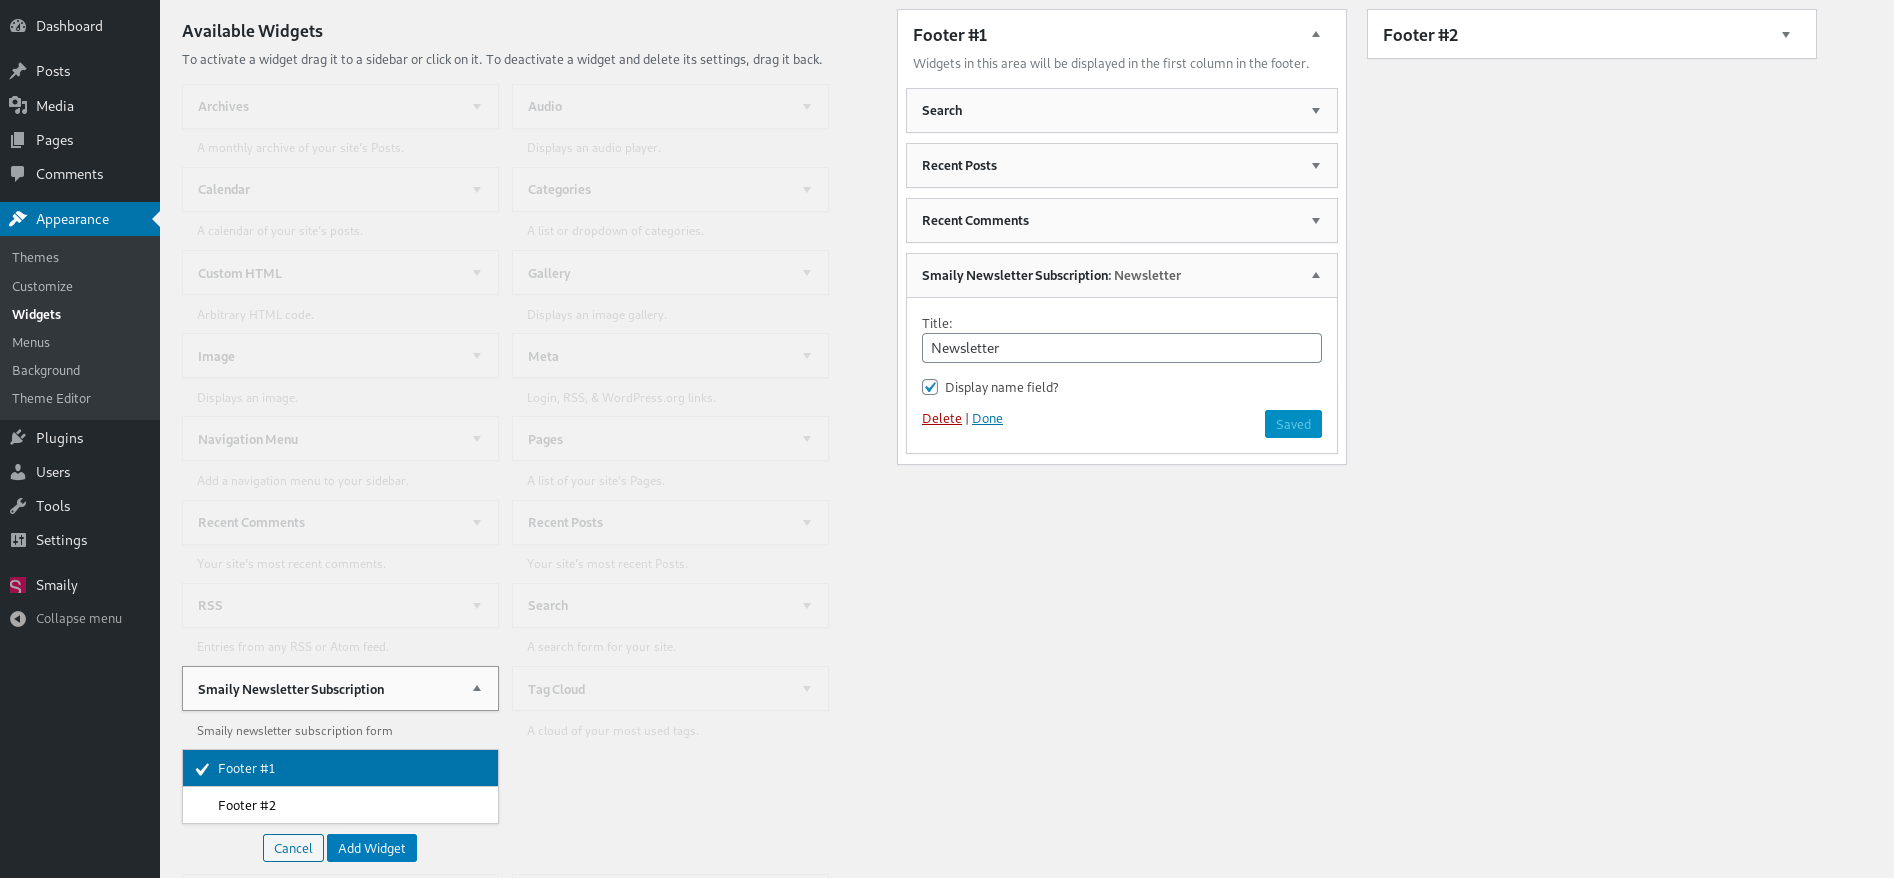 Dashboard
Posts
Media
Pages
Comments
Appearance
Themes
Customize
Widgets
Menus
Background
Theme Editor
Plugins
Users
Tools
Settings
Smaily
Collapse menu
Available Widgets
To activate a widget drag it to a sidebar or click on it. To deactivate a widget and delete its settings, drag it back.
Archives
A monthly archive of your site's Posts.
Audio
Displays an audio player.
Calendar
A calendar of your site's posts.
Categories
A list or dropdown of categories.
Custom HTML
Arbitrary HTML code.
Gallery
Displays an image gallery.
Image
Displays an image.
Meta
Login, RSS, & WordPress.org links.
Navigation Menu
Add a navigation menu to your sidebar.
Pages
A list of your site's Pages.
Recent Comments
Your site's most recent comments.
Recent Posts
Your site's most recent Posts.
RSS
Entries from any RSS or Atom feed.
Search
A search form for your site.
Smaily Newsletter Subscription
Smaily newsletter subscription form
Tag Cloud
A cloud of your most used tags.
Footer #1
Footer #2
Cancel
Add Widget
Footer #1
Widgets in this area will be displayed in the first column in the footer.
Search
Recent Posts
Recent Comments
Smaily Newsletter Subscription: Newsletter
Title:
Newsletter
Display name field?
Delete | Done
Saved
Footer #2